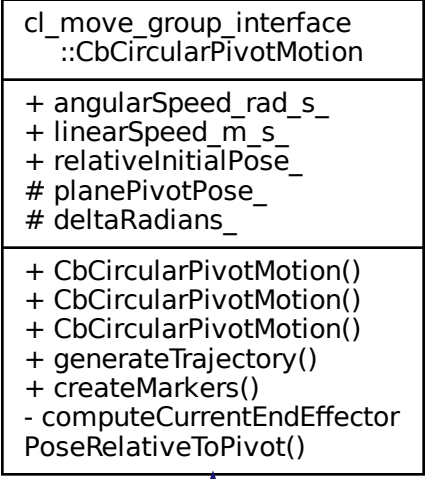 cl_move_group_interface
::CbCircularPivotMotion
+ angularSpeed_rad_s_
+ linearSpeed_m_s_
+ relativeInitialPose_
# planePivotPose_
# deltaRadians_
+ CbCircularPivotMotion()
+ CbCircularPivotMotion()
+ CbCircularPivotMotion()
+ generateTrajectory()
+ createMarkers()
- computeCurrentEndEffector
PoseRelativeToPivot()